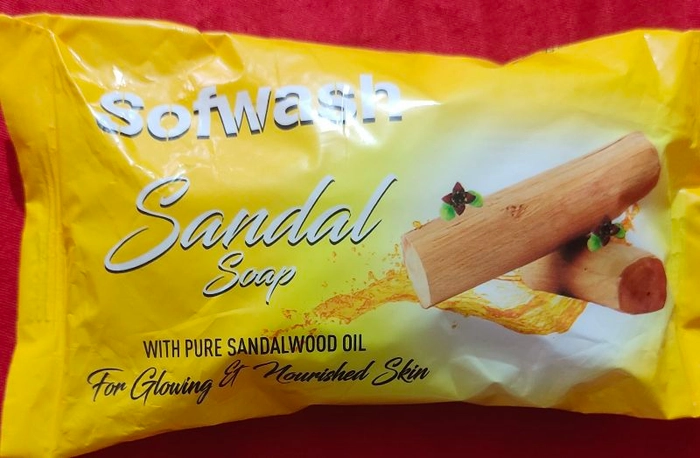 Sofwash
Sandal
Soap
WITH PURE SANDALWOOD OIL
For Glowing & Nourished Skin